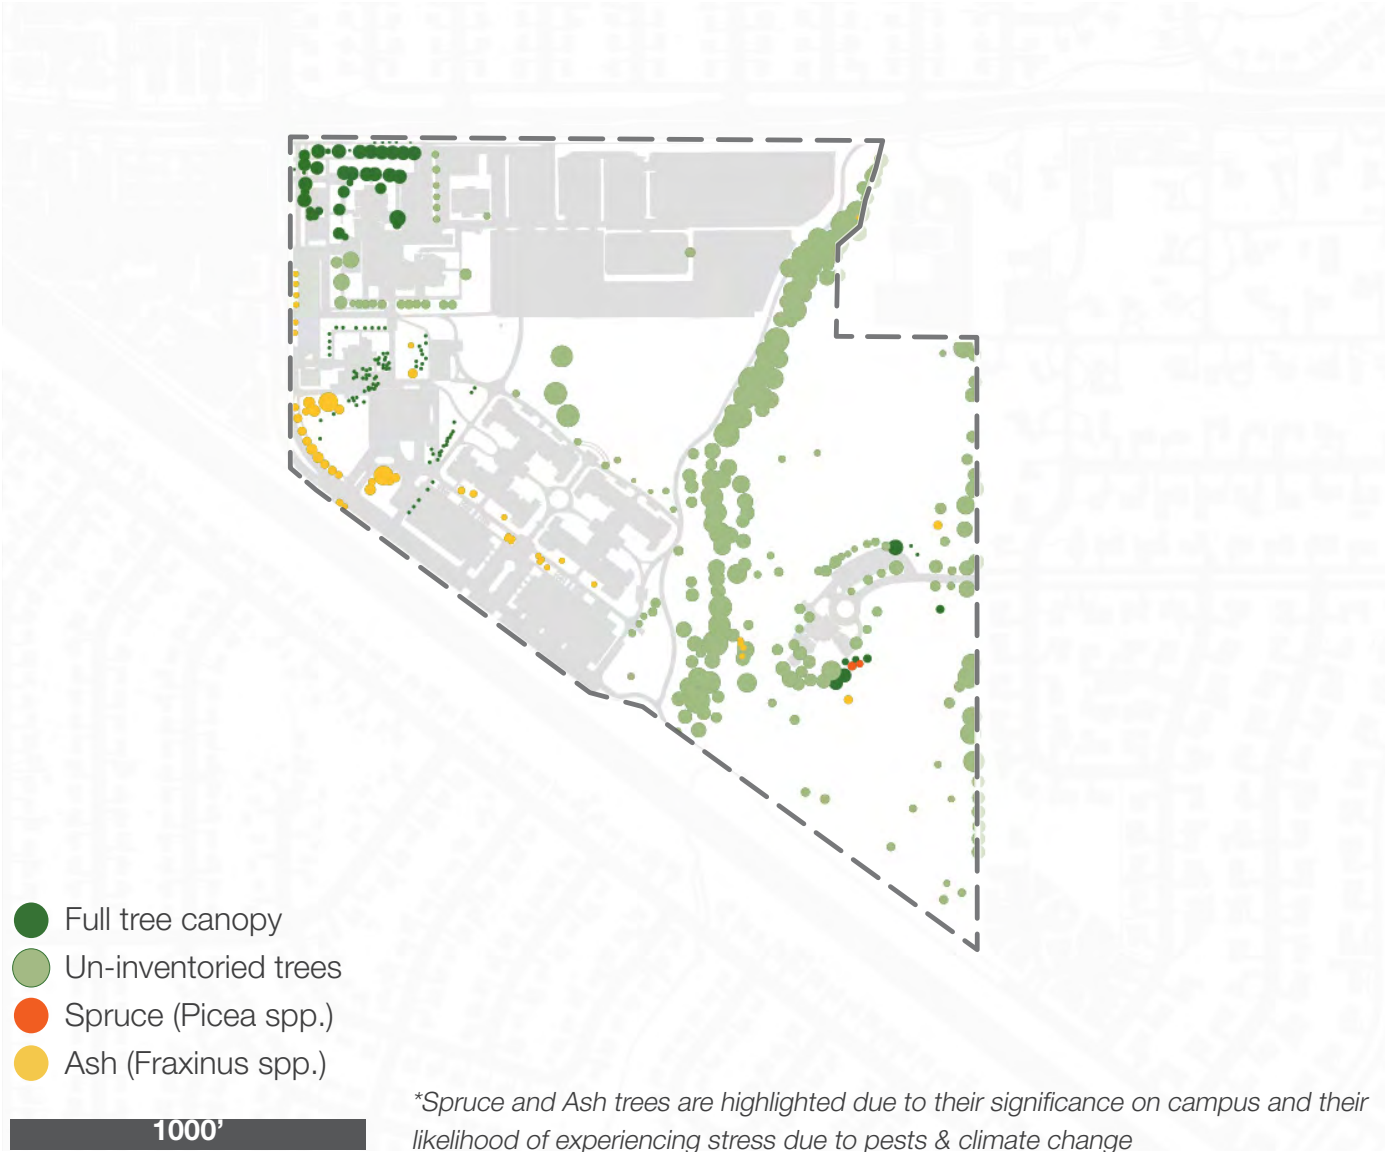 Full tree canopy
Un-inventoried trees
Spruce (Picea spp.)
Ash (Fraxinus spp.)
1000’
*Spruce and Ash trees are highlighted due to their significance on campus and their
likelihood of experiencing stress due to pests & climate change